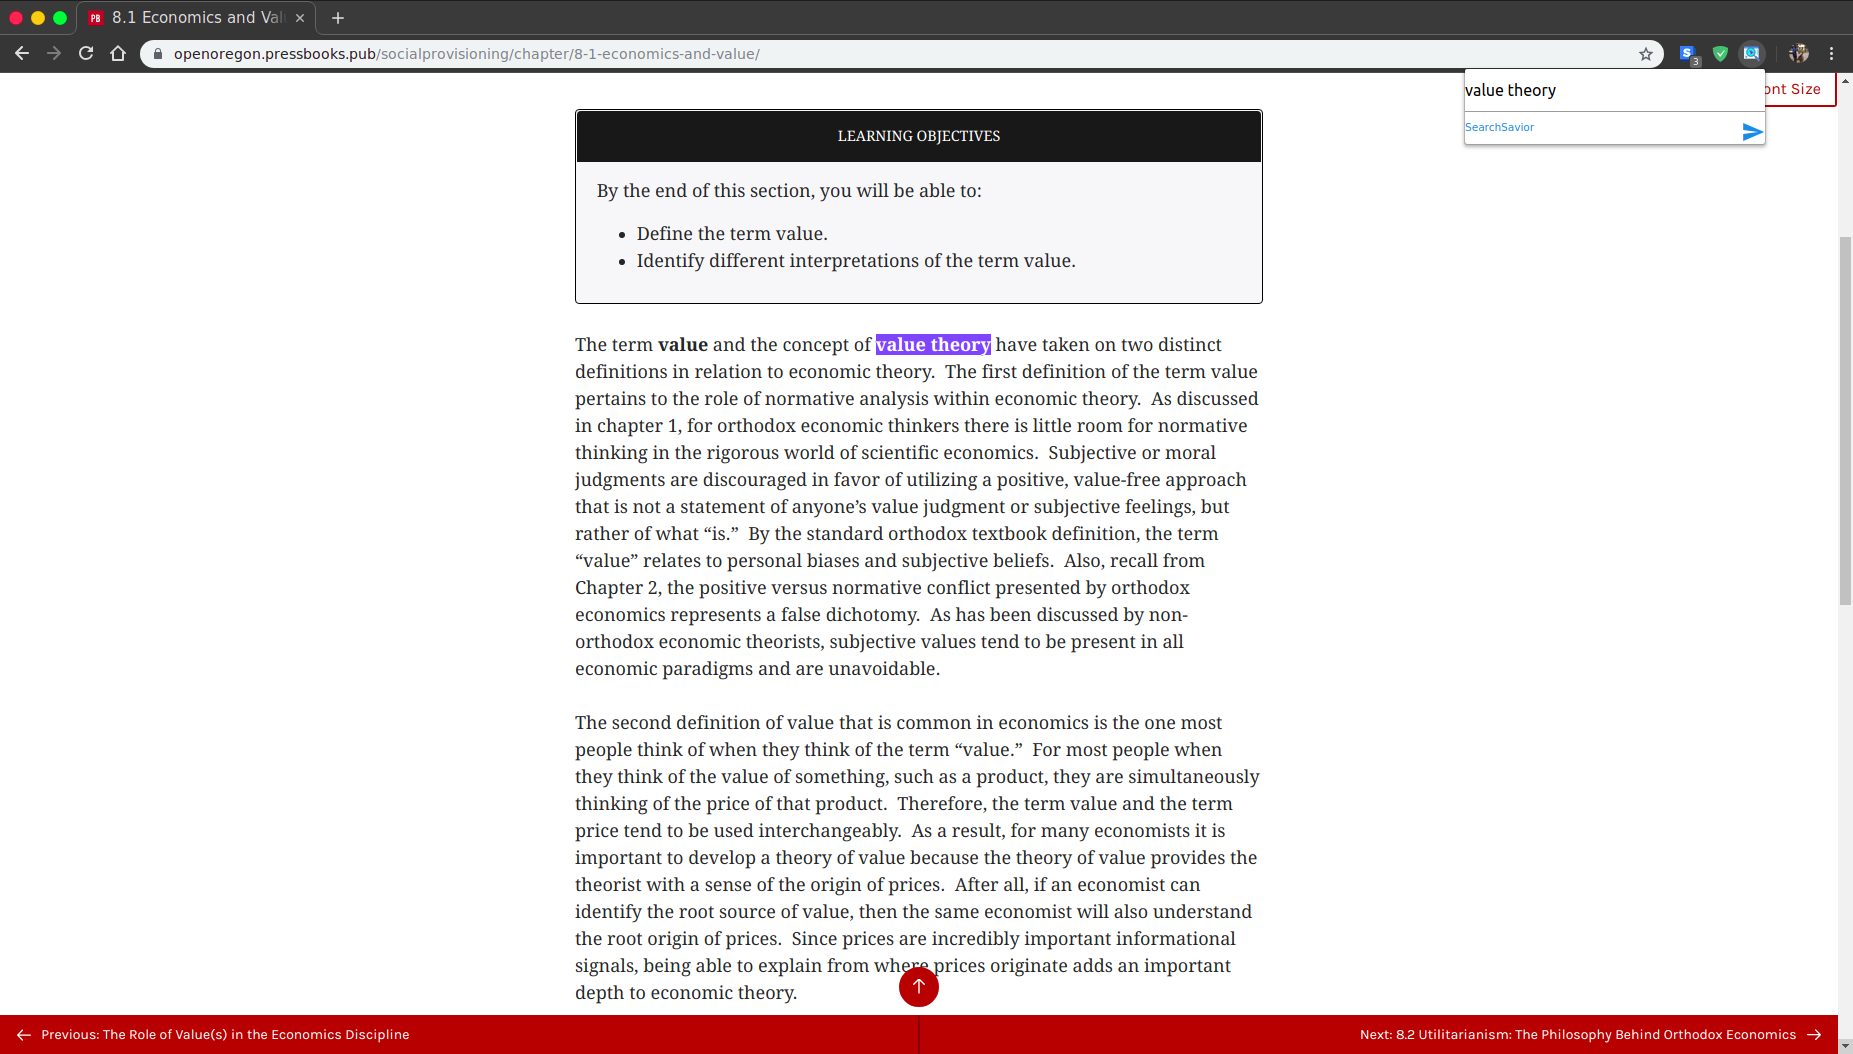 PB 8.1 Economics and Val
openoregon.pressbooks.pub/socialprovisioning/chapter/8-1-economics-and-value/
S 3
value theory
ont Size
SearchSavior
LEARNING OBJECTIVES
By the end of this section, you will be able to:
• Define the term value.
• Identify different interpretations of the term value.
The term value and the concept of value theory have taken on two distinct
definitions in relation to economic theory.  The first definition of the term value
pertains to the role of normative analysis within economic theory.  As discussed
in chapter 1, for orthodox economic thinkers there is little room for normative
thinking in the rigorous world of scientific economics.  Subjective or moral
judgments are discouraged in favor of utilizing a positive, value-free approach
that is not a statement of anyone’s value judgment or subjective feelings, but
rather of what “is.”  By the standard orthodox textbook definition, the term
“value” relates to personal biases and subjective beliefs.  Also, recall from
Chapter 2, the positive versus normative conflict presented by orthodox
economics represents a false dichotomy.  As has been discussed by non-
orthodox economic theorists, subjective values tend to be present in all
economic paradigms and are unavoidable.
The second definition of value that is common in economics is the one most
people think of when they think of the term “value.”  For most people when
they think of the value of something, such as a product, they are simultaneously
thinking of the price of that product.  Therefore, the term value and the term
price tend to be used interchangeably.  As a result, for many economists it is
important to develop a theory of value because the theory of value provides the
theorist with a sense of the origin of prices.  After all, if an economist can
identify the root source of value, then the same economist will also understand
the root origin of prices.  Since prices are incredibly important informational
signals, being able to explain from where prices originate adds an important
depth to economic theory.
← Previous: The Role of Value(s) in the Economics Discipline
Next: 8.2 Utilitarianism: The Philosophy Behind Orthodox Economics →